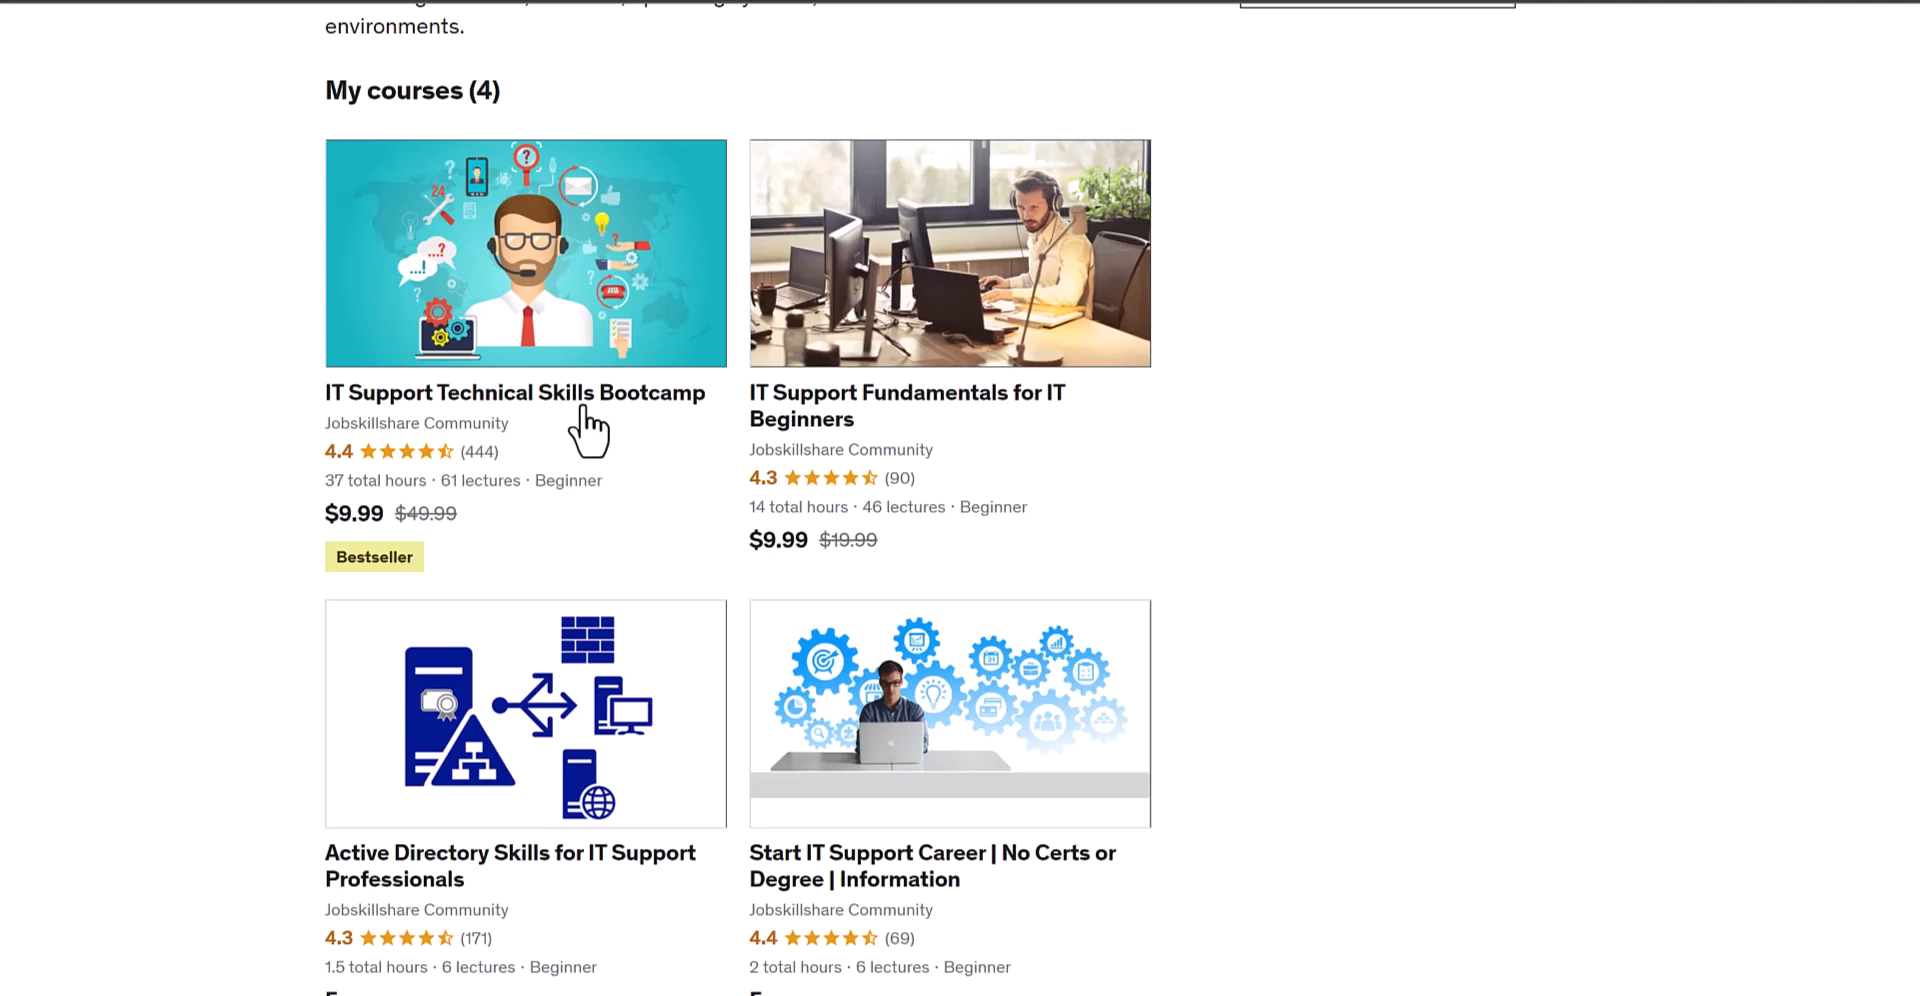 environments.
My courses (4)
IT Support Technical Skills Bootcamp
Jobskillshare Community
4.4 (444)
37 total hours · 61 lectures · Beginner
$9.99 $49.99
Bestseller
IT Support Fundamentals for IT
Beginners
Jobskillshare Community
4.3 (90)
14 total hours · 46 lectures · Beginner
$9.99 $19.99
Active Directory Skills for IT Support
Professionals
Jobskillshare Community
4.3 (171)
1.5 total hours · 6 lectures · Beginner
Start IT Support Career | No Certs or
Degree | Information
Jobskillshare Community
4.4 (69)
2 total hours · 6 lectures · Beginner
24
?
...?
...!
31